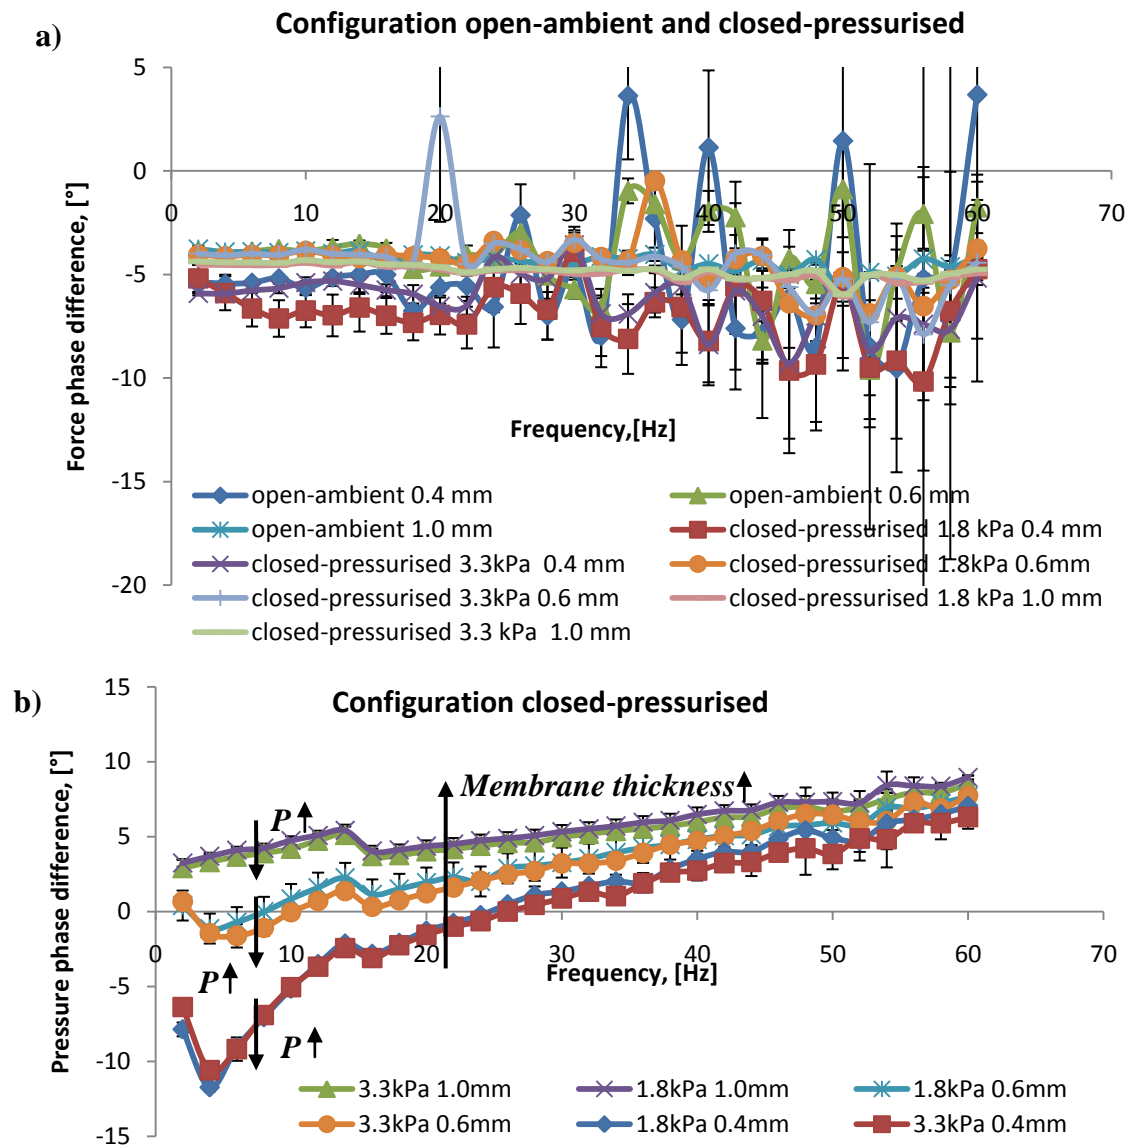 a)
Configuration open-ambient and closed-pressurised
5
0
-5
-10
-15
-20
0 10 20 30 40 50 60 70
Force phase difference, [°]
Frequency,[Hz]
open-ambient 0.4 mm
open-ambient 0.6 mm
open-ambient 1.0 mm
closed-pressurised 1.8 kPa 0.4 mm
closed-pressurised 3.3kPa  0.4 mm
closed-pressurised 1.8kPa 0.6mm
closed-pressurised 3.3kPa 0.6 mm
closed-pressurised 1.8 kPa 1.0 mm
closed-pressurised 3.3 kPa  1.0 mm
b)
Configuration closed-pressurised
15
10
5
0
-5
-10
-15
0 10 20 30 40 50 60 70
Pressure phase difference, [°]
Membrane thickness
P
P
P
Frequency, [Hz]
3.3kPa 1.0mm
1.8kPa 1.0mm
1.8kPa 0.6mm
3.3kPa 0.6mm
1.8kPa 0.4mm
3.3kPa 0.4mm